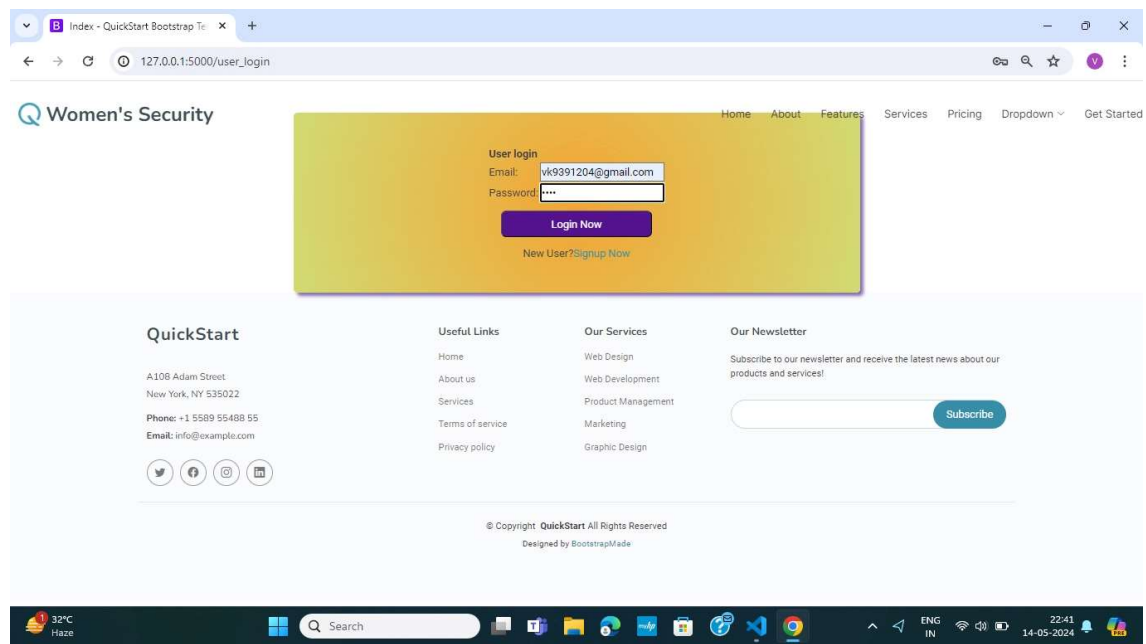 Index - QuickStart Bootstrap Te
127.0.0.1:5000/user_login
V
Women's Security
Home About Features Services Pricing Dropdown Get Started
User login
Email: vk9391204@gmail.com
Password: ••••
Login Now
New User?Signup Now
QuickStart
A108 Adam Street
New York, NY 535022
Phone: +1 5589 55488 55
Email: info@example.com
Useful Links
Home
About us
Services
Terms of service
Privacy policy
Our Services
Web Design
Web Development
Product Management
Marketing
Graphic Design
Our Newsletter
Subscribe to our newsletter and receive the latest news about our
products and services!
Subscribe
© Copyright QuickStart All Rights Reserved
Designed by BootstrapMade
1
32°C
Haze
Search
mhp
ENG
IN
22:41
14-05-2024
PRE